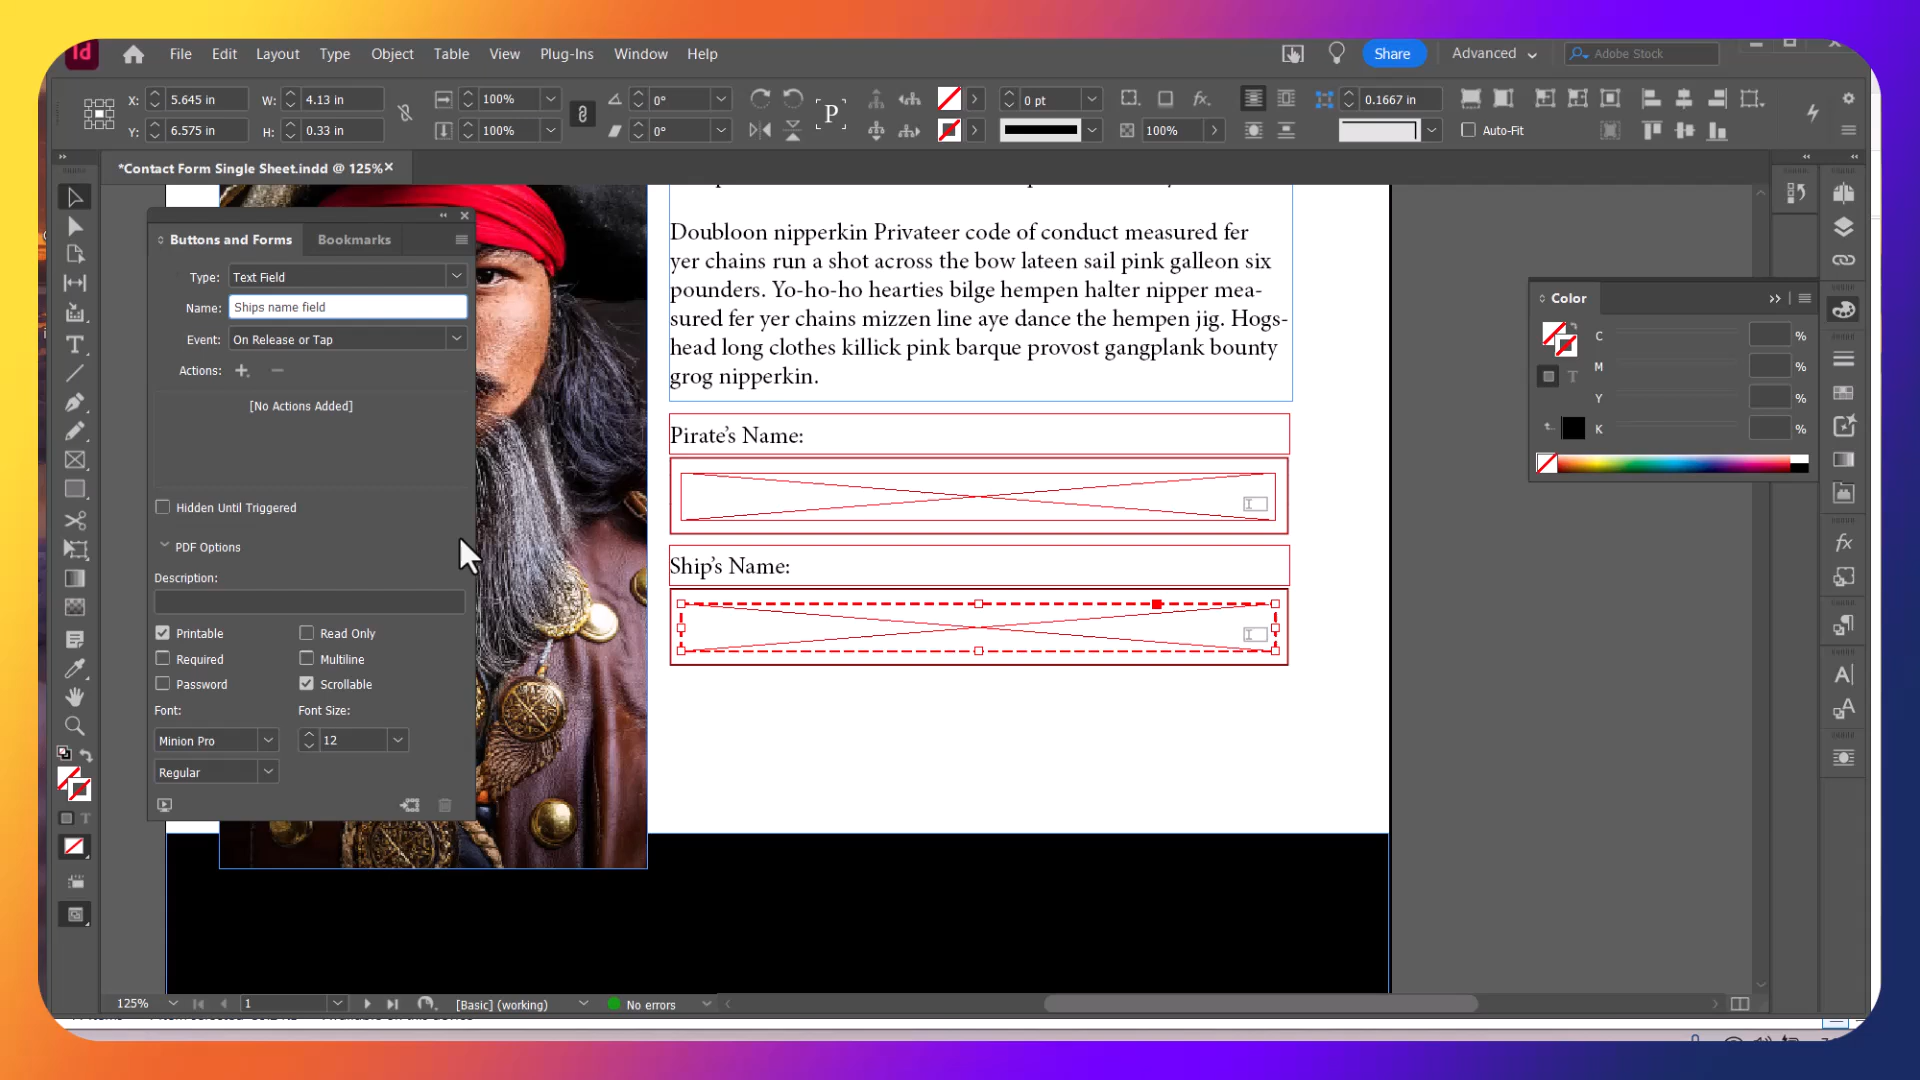 Id
File Edit Layout Type Object Table View Plug-Ins Window Help
Share
Advanced
Adobe Stock
X: 5.645 in
W: 4.13 in
100%
0°
0 pt
0.1667 in
Y: 6.575 in
H: 0.33 in
100%
0°
P
100%
Auto-Fit
*Contact Form Single Sheet.indd @ 125%
Buttons and Forms
Bookmarks
Type: Text Field
Name: Ships name field
Event: On Release or Tap
Actions:
[No Actions Added]
Hidden Until Triggered
PDF Options
Description:
Printable
Read Only
Required
Multiline
Password
Scrollable
Font:
Font Size:
Minion Pro
12
Regular
Doubloon nipperkin Privateer code of conduct measured fer
yer chains run a shot across the bow lateen sail pink galleon six
pounders. Yo-ho-ho hearties bilge hempen halter nipper mea-
sured fer yer chains mizzen line aye dance the hempen jig. Hogs-
head long clothes killick pink barque provost gangplank bounty
grog nipperkin.
Pirate's Name:
Ship's Name:
Color
C %
M %
Y %
K %
T
125%
1
[Basic] (working)
No errors